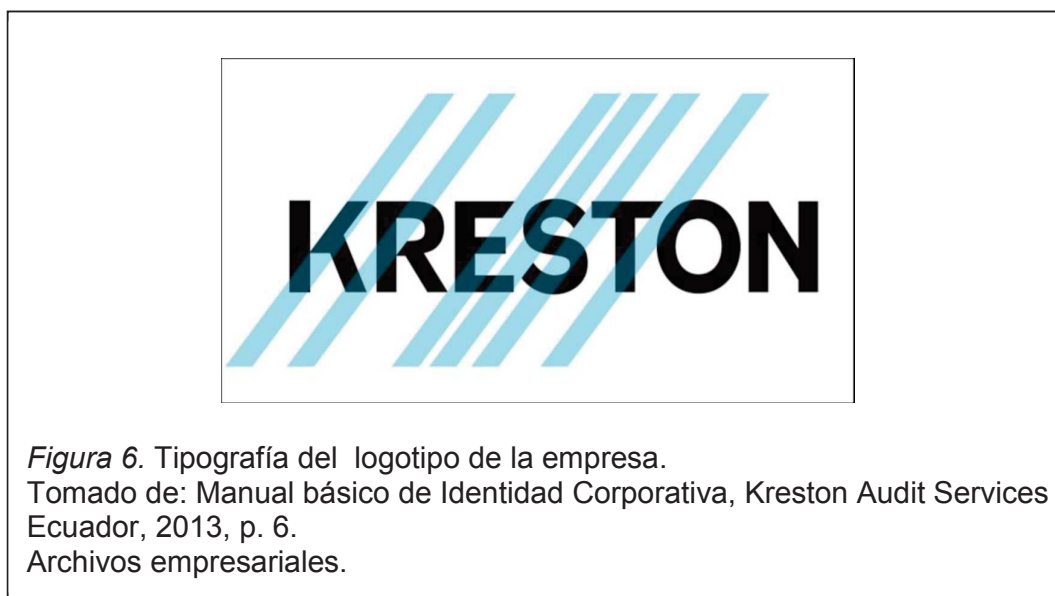 KRESTON
Figura 6. Tipografía del logotipo de la empresa.
Tomado de: Manual básico de Identidad Corporativa, Kreston Audit Services
Ecuador, 2013, p. 6.
Archivos empresariales.